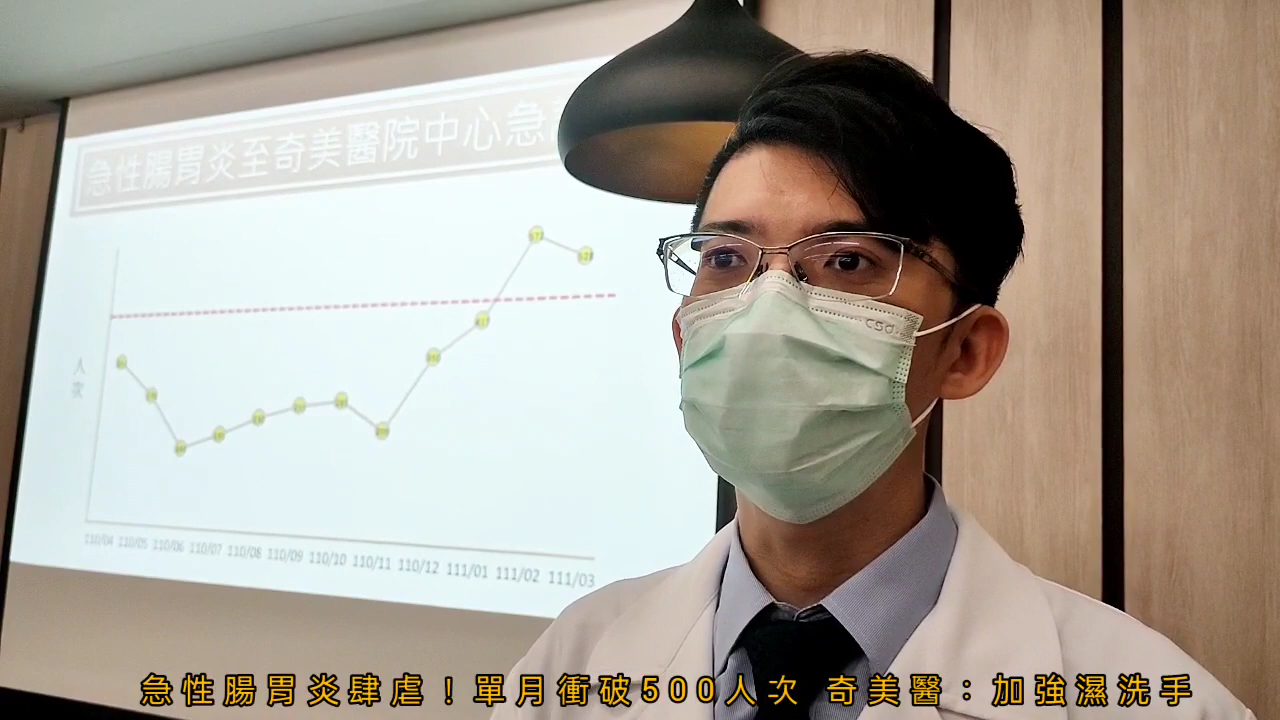 急性腸胃炎至奇美醫院中心急
人次
110/04 110/05 110/06 110/07 110/08 110/09 110/10 110/11 110/12 111/01 111/02 111/03
csd
急性腸胃炎肆虐！單月衝破500人次 奇美醫：加強濕洗手